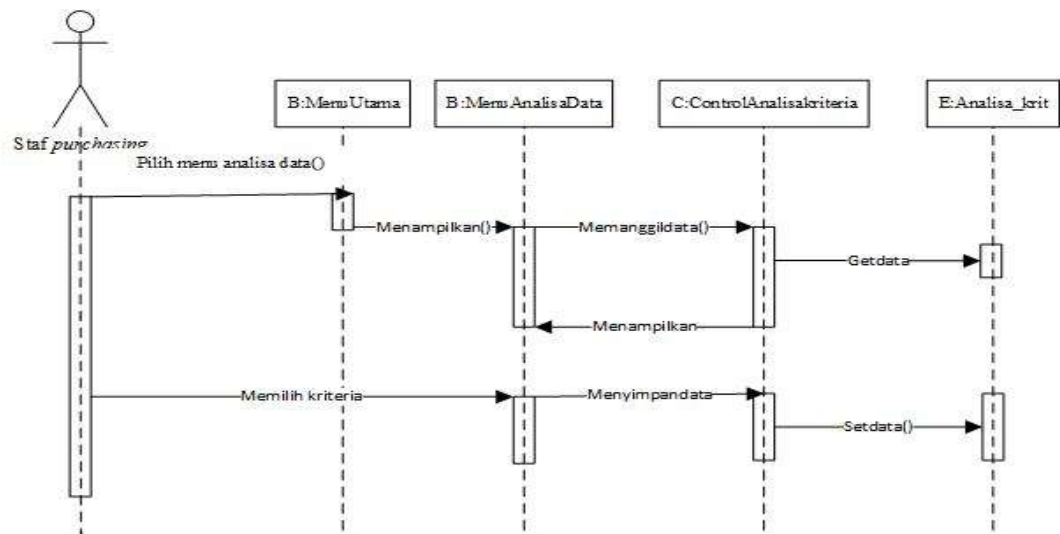 B:MenuUtama
B:MenuAnalisaData
C:ControlAnalisakriteria
E:Analisa_krit
Staf purchasing
Pilih menu analisa data()
Menampilkan()
Memanggildata()
Getdata
Menampilkan
Memilih kriteria
Menyimpandata
Setdata()